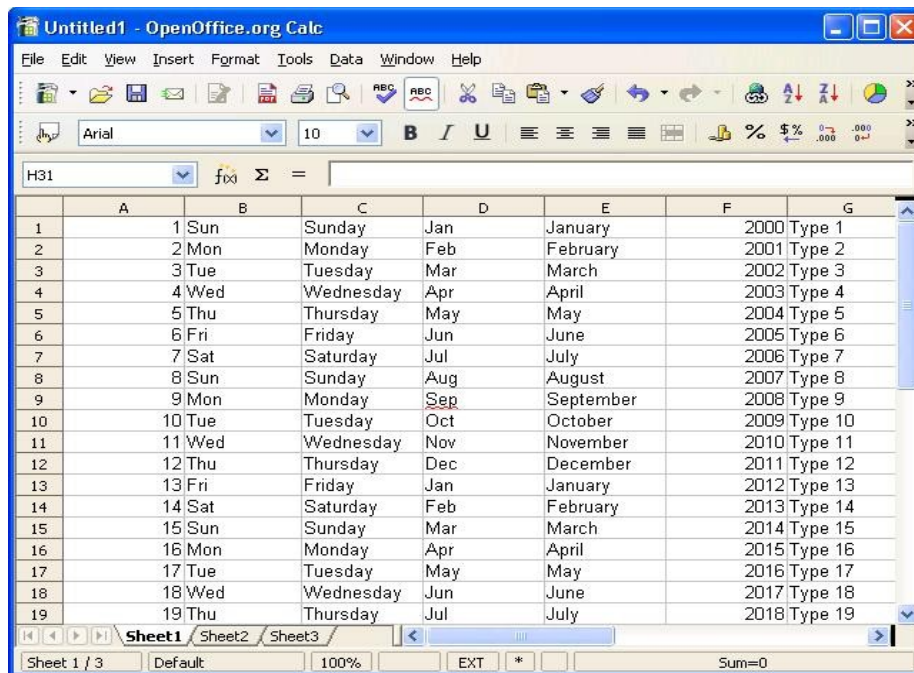 Untitled1 - OpenOffice.org Calc
File Edit View Insert Format Tools Data Window Help
Arial 10 B I U
H31 f(x) Σ =
A B C D E F G
1 1 Sun Sunday Jan January 2000 Type 1
2 2 Mon Monday Feb February 2001 Type 2
3 3 Tue Tuesday Mar March 2002 Type 3
4 4 Wed Wednesday Apr April 2003 Type 4
5 5 Thu Thursday May May 2004 Type 5
6 6 Fri Friday Jun June 2005 Type 6
7 7 Sat Saturday Jul July 2006 Type 7
8 8 Sun Sunday Aug August 2007 Type 8
9 9 Mon Monday Sep September 2008 Type 9
10 10 Tue Tuesday Oct October 2009 Type 10
11 11 Wed Wednesday Nov November 2010 Type 11
12 12 Thu Thursday Dec December 2011 Type 12
13 13 Fri Friday Jan January 2012 Type 13
14 14 Sat Saturday Feb February 2013 Type 14
15 15 Sun Sunday Mar March 2014 Type 15
16 16 Mon Monday Apr April 2015 Type 16
17 17 Tue Tuesday May May 2016 Type 17
18 18 Wed Wednesday Jun June 2017 Type 18
19 19 Thu Thursday Jul July 2018 Type 19
Sheet1 Sheet2 Sheet3
Sheet 1 / 3 Default 100% EXT * Sum=0